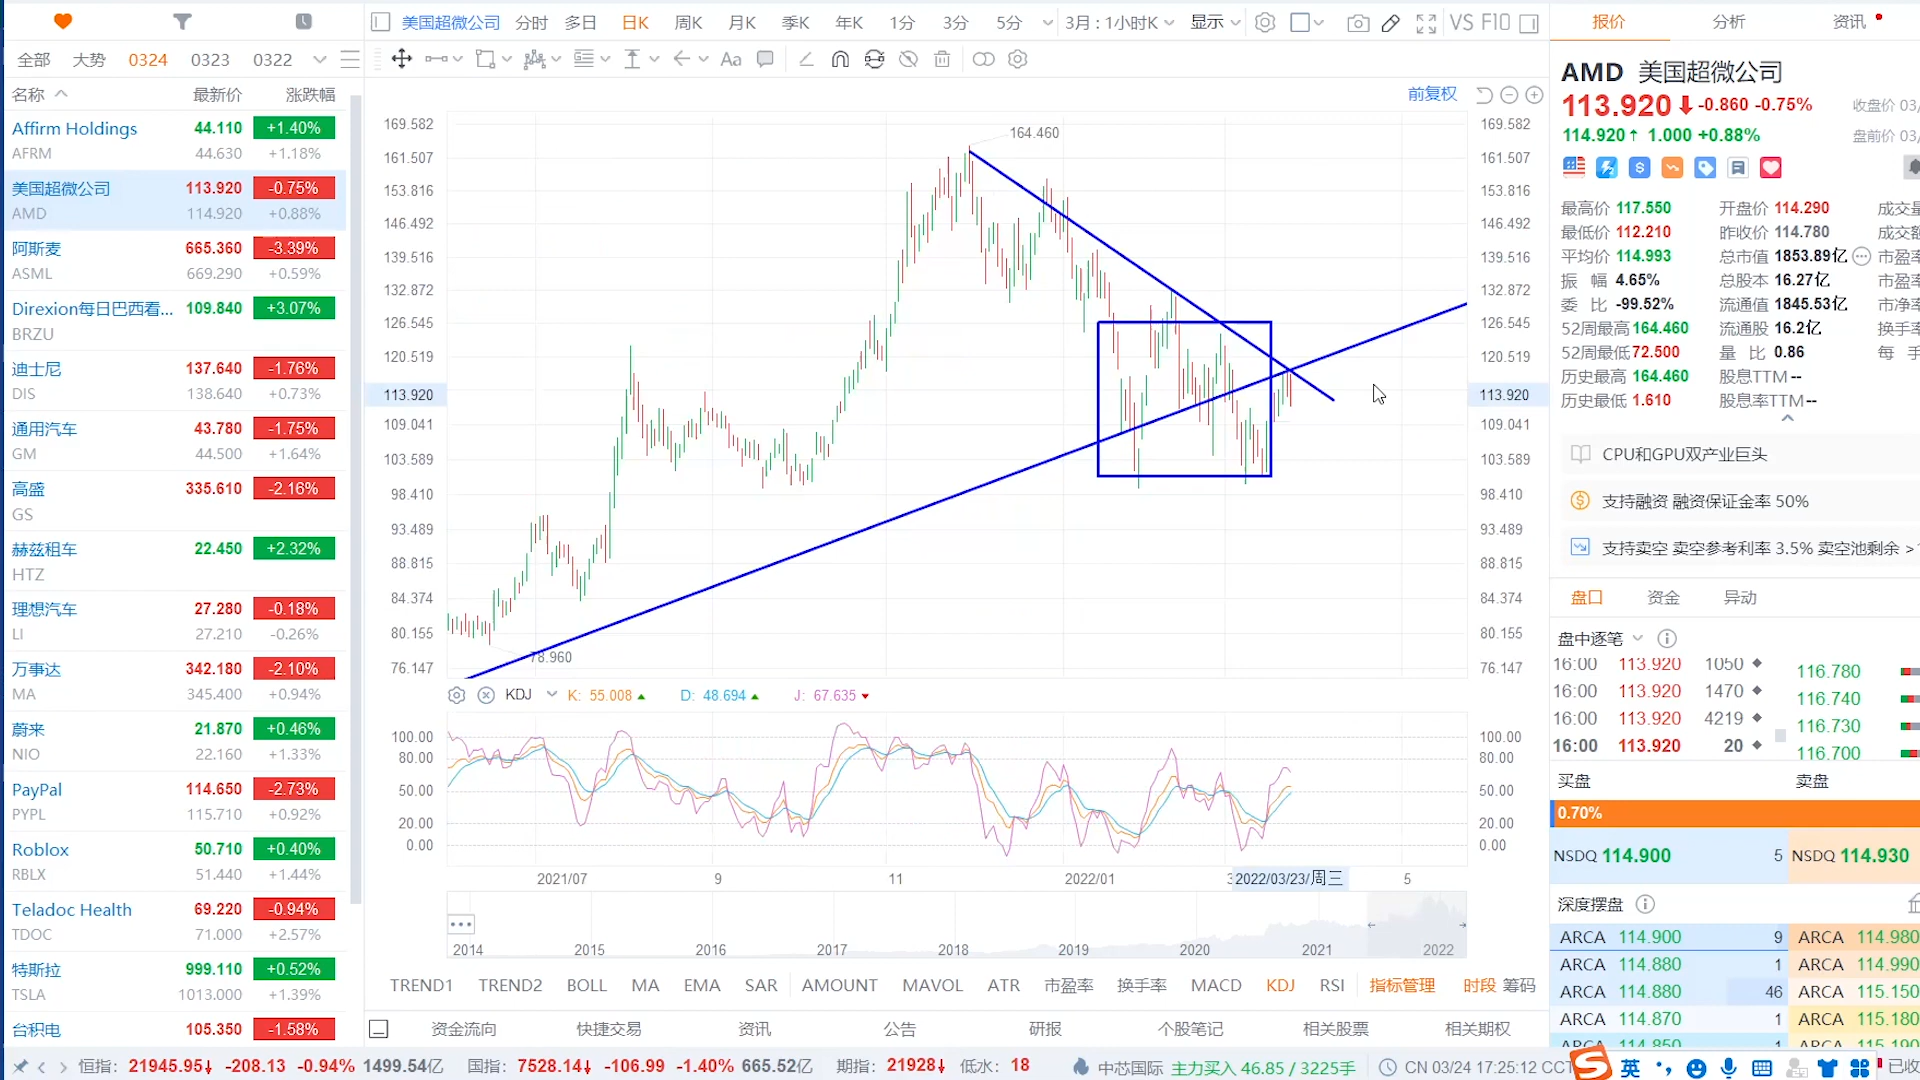 美国超微公司 分时 多日 日K 周K 月K 季K 年K 1分 3分 5分 3月 : 1小时K 显示 VS F10
报价 分析 资讯
全部 大势 0324 0323 0322
Aa
名称 最新价 涨跌幅
前复权
Affirm Holdings 44.110 +1.40%
AFRM 44.630 +1.18%
美国超微公司 113.920 -0.75%
AMD 114.920 +0.88%
阿斯麦 665.360 -3.39%
ASML 669.290 +0.59%
Direxion每日巴西看... 109.840 +3.07%
BRZU
迪士尼 137.640 -1.76%
DIS 138.640 +0.73%
通用汽车 43.780 -1.75%
GM 44.500 +1.64%
高盛 335.610 -2.16%
GS
赫兹租车 22.450 +2.32%
HTZ
理想汽车 27.280 -0.18%
LI 27.210 -0.26%
万事达 342.180 -2.10%
MA 345.400 +0.94%
蔚来 21.870 +0.46%
NIO 22.160 +1.33%
PayPal 114.650 -2.73%
PYPL 115.710 +0.92%
Roblox 50.710 +0.40%
RBLX 51.440 +1.44%
Teladoc Health 69.220 -0.94%
TDOC 71.000 +2.57%
特斯拉 999.110 +0.52%
TSLA 1013.000 +1.39%
台积电 105.350 -1.58%
169.582 169.582
164.460
161.507 161.507
153.816 153.816
146.492 146.492
139.516 139.516
132.872 132.872
126.545 126.545
120.519 120.519
113.920 113.920
109.041 109.041
103.589 103.589
98.410 98.410
93.489 93.489
88.815 88.815
84.374 84.374
80.155 80.155
78.960
76.147 76.147
KDJ K: 55.008 D: 48.694 J: 67.635
100.00 100.00
80.00 80.00
50.00 50.00
20.00 20.00
0.00 0.00
2021/07 9 11 2022/01 2022/03/23/周三 5
2014 2015 2016 2017 2018 2019 2020 2021 2022
TREND1 TREND2 BOLL MA EMA SAR AMOUNT MAVOL ATR 市盈率 换手率 MACD KDJ RSI 指标管理 时段 筹码
资金流向 快捷交易 资讯 公告 研报 个股笔记 相关股票 相关期权
AMD 美国超微公司
113.920 -0.860 -0.75% 收盘价 03/
114.920 1.000 +0.88% 盘前价 03/
最高价 117.550 开盘价 114.290 成交量
最低价 112.210 昨收价 114.780 成交额
平均价 114.993 总市值 1853.89亿 市盈率
振 幅 4.65% 总股本 16.27亿 市盈率
委 比 -99.52% 流通值 1845.53亿 市净率
52周最高 164.460 流通股 16.2亿 换手率
52周最低 72.500 量 比 0.86 每 手
历史最高 164.460 股息TTM --
历史最低 1.610 股息率TTM --
CPU和GPU双产业巨头
支持融资 融资保证金率 50%
支持卖空 卖空参考利率 3.5% 卖空池剩余 >
盘口 资金 异动
盘中逐笔
16:00 113.920 1050 116.780
16:00 113.920 1470 116.740
16:00 113.920 4219 116.730
16:00 113.920 20 116.700
买盘 卖盘
0.70%
NSDQ 114.900 5 NSDQ 114.930
深度摆盘
ARCA 114.900 9 ARCA 114.980
ARCA 114.880 1 ARCA 114.990
ARCA 114.880 46 ARCA 115.150
ARCA 114.870 1 ARCA 115.180
ARCA 114.850 1 ARCA 115.190
恒指: 21945.95 -208.13 -0.94% 1499.54亿 国指: 7528.14 -106.99 -1.40% 665.52亿 期指: 21928 低水: 18 中芯国际 主力买入 46.85 / 3225手 CN 03/24 17:25:12 CCT 英 已收